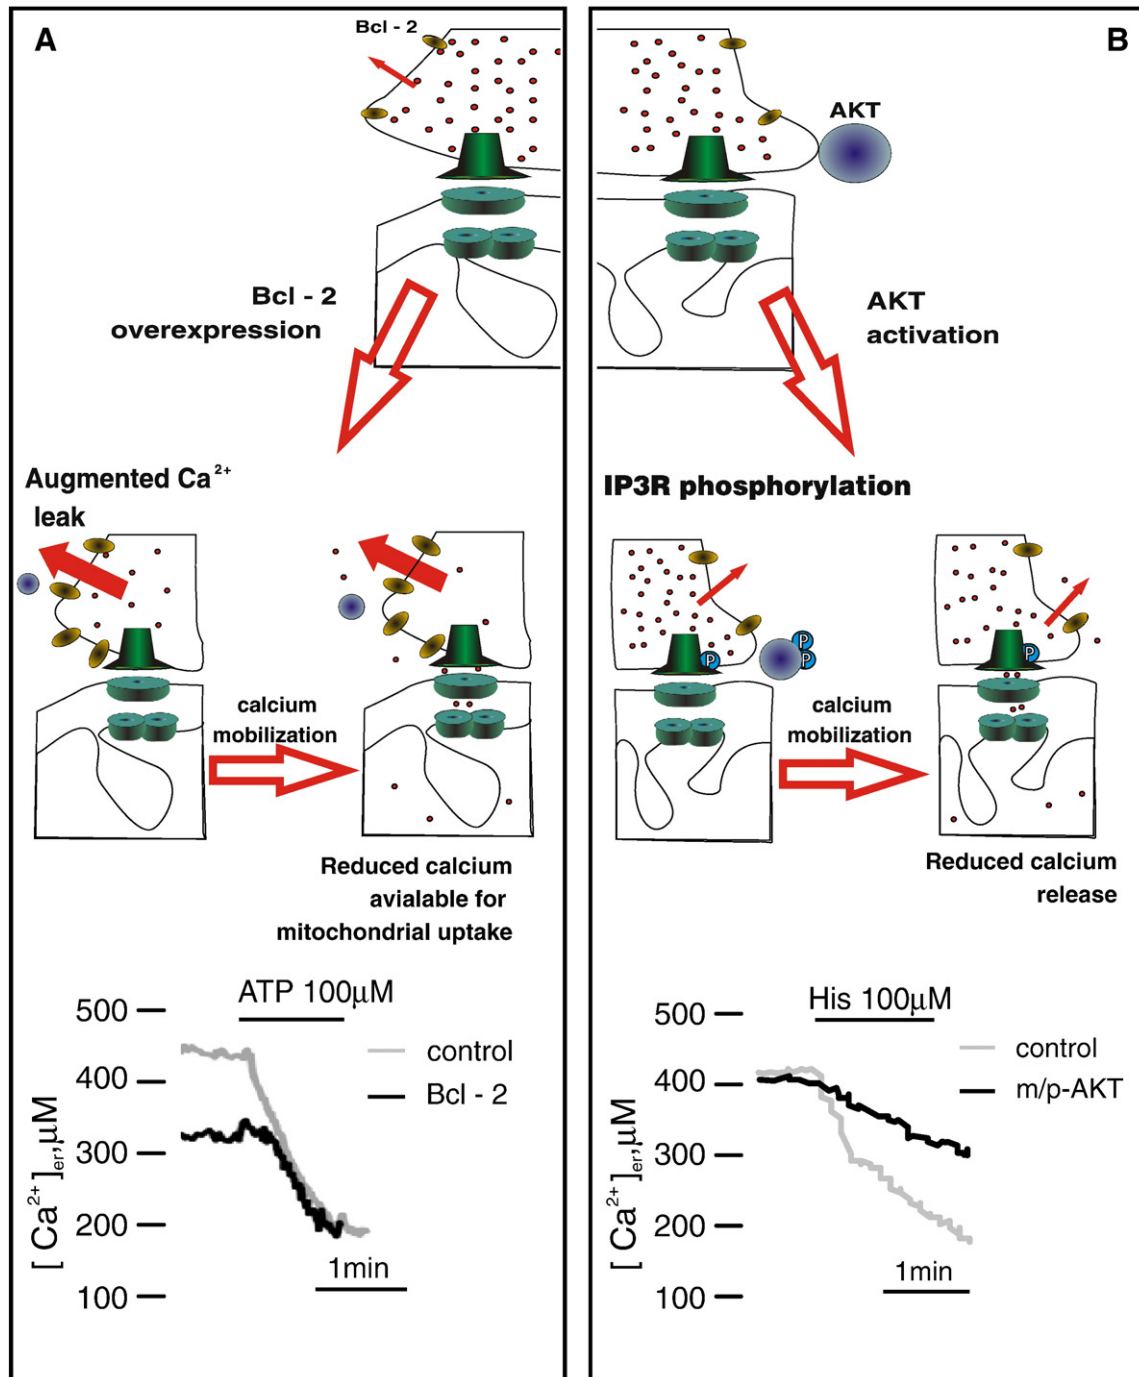 A
Bcl - 2
Bcl - 2
overexpression
Augmented Ca²⁺
leak
calcium
mobilization
Reduced calcium
avialable for
mitochondrial uptake
ATP 100μM
500
400
300
200
100
[ Ca²⁺]er,μM
control
Bcl - 2
1min
B
AKT
AKT
activation
IP3R phosphorylation
P
P
P
P
calcium
mobilization
Reduced calcium
release
His 100μM
500
400
300
200
100
[ Ca²⁺]er,μM
control
m/p-AKT
1min